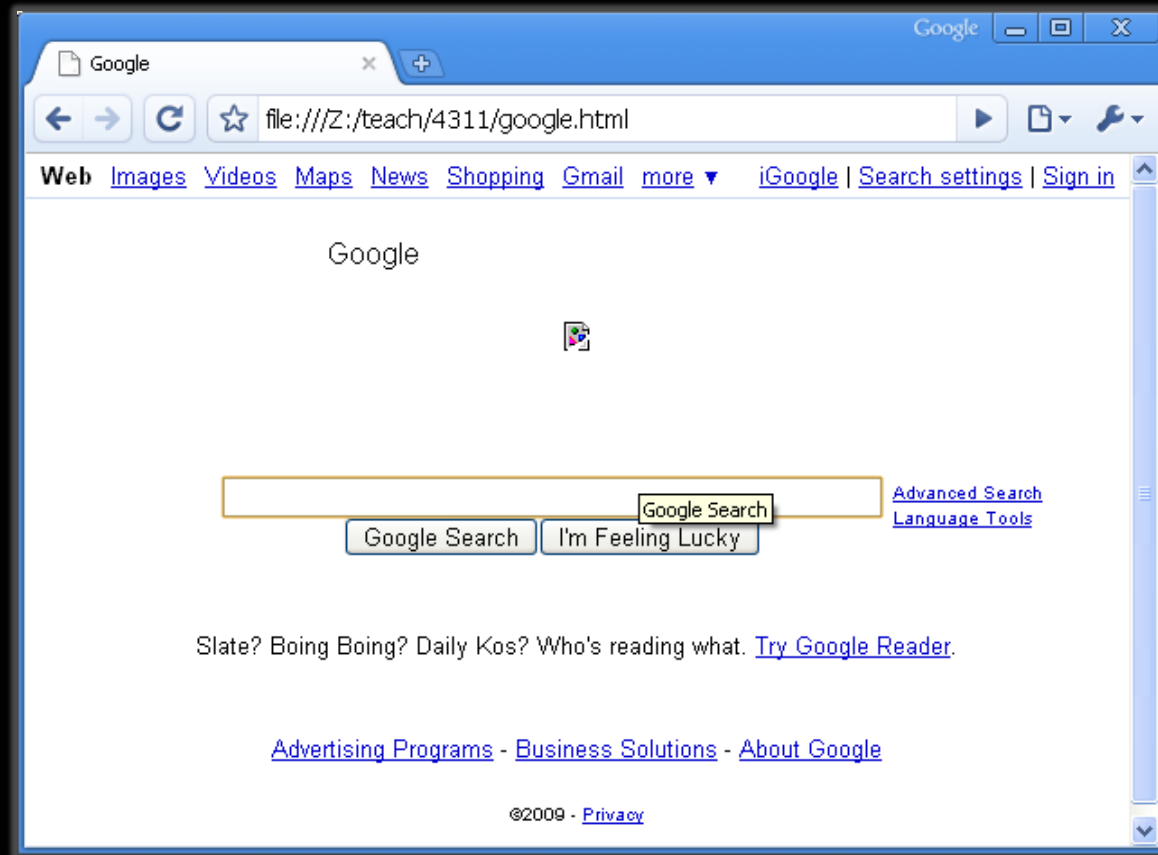 Google
Google
file:///Z:/teach/4311/google.html
Web Images Videos Maps News Shopping Gmail more ▼ iGoogle | Search settings | Sign in
Google
Google Search
Advanced Search
Language Tools
Google Search I'm Feeling Lucky
Slate? Boing Boing? Daily Kos? Who's reading what. Try Google Reader.
Advertising Programs - Business Solutions - About Google
©2009 - Privacy